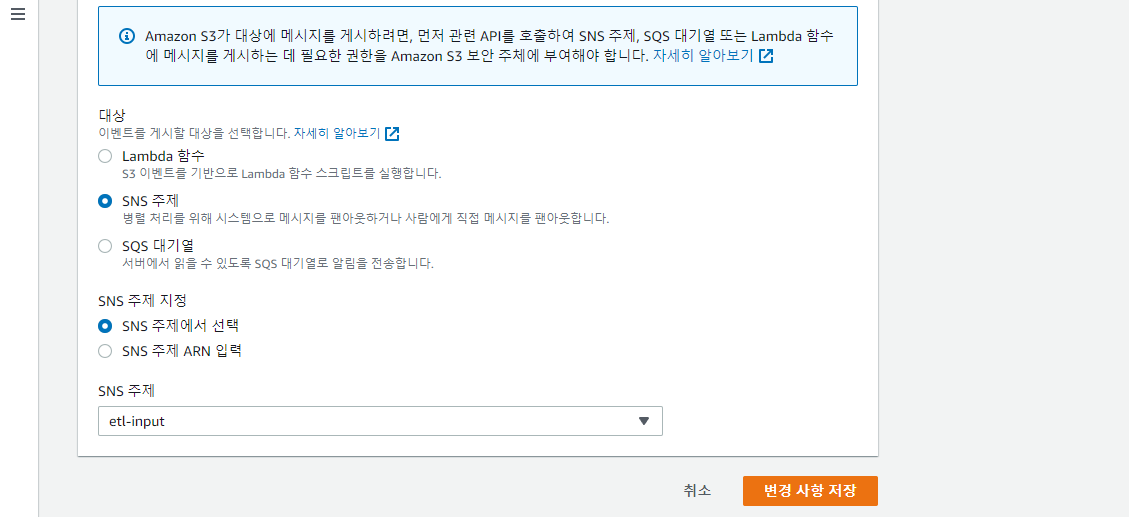 Amazon S3가 대상에 메시지를 게시하려면, 먼저 관련 API를 호출하여 SNS 주제, SQS 대기열 또는 Lambda 함수
에 메시지를 게시하는 데 필요한 권한을 Amazon S3 보안 주체에 부여해야 합니다. 자세히 알아보기
대상
이벤트를 게시할 대상을 선택합니다. 자세히 알아보기
Lambda 함수
S3 이벤트를 기반으로 Lambda 함수 스크립트를 실행합니다.
SNS 주제
병렬 처리를 위해 시스템으로 메시지를 팬아웃하거나 사람에게 직접 메시지를 팬아웃합니다.
SQS 대기열
서버에서 읽을 수 있도록 SQS 대기열로 알림을 전송합니다.
SNS 주제 지정
SNS 주제에서 선택
SNS 주제 ARN 입력
SNS 주제
etl-input
취소
변경 사항 저장